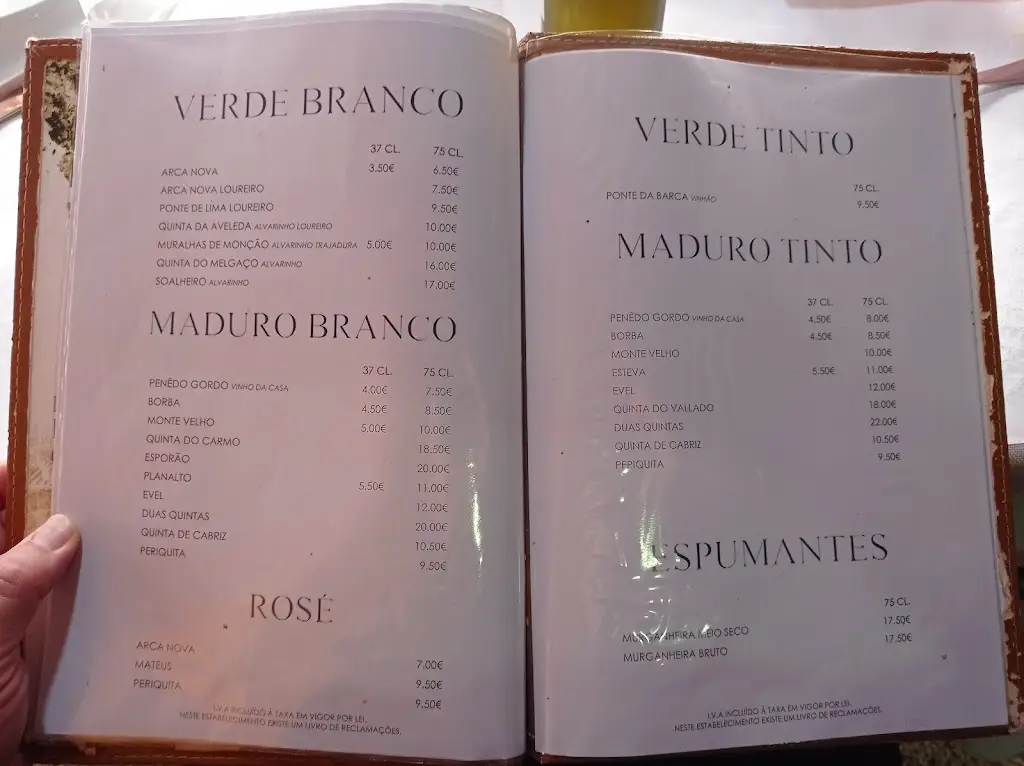 VERDE BRANCO
37 CL. 75 CL.
ARCA NOVA 3.50€ 6.50€
ARCA NOVA LOUREIRO 7.50€
PONTE DE LIMA LOUREIRO 9.50€
QUINTA DA AVELEDA ALVARINHO LOUREIRO 10.00€
MURALHAS DE MONÇÃO ALVARINHO TRAJADURA 5.00€ 10.00€
QUINTA DO MELGAÇO ALVARINHO 16.00€
SOALHEIRO ALVARINHO 17.00€
MADURO BRANCO
37 CL. 75 CL.
PENÊDO GORDO VINHO DA CASA 4.00€ 7.50€
BORBA 4.50€ 8.50€
MONTE VELHO 5.00€ 10.00€
QUINTA DO CARMO 18.50€
ESPORÃO 20.00€
PLANALTO 5.50€ 11.00€
EVEL 12.00€
DUAS QUINTAS 20.00€
QUINTA DE CABRIZ 10.50€
PERIQUITA 9.50€
ROSÉ
ARCA NOVA 7.00€
MATEUS 9.50€
PERIQUITA 9.50€
I.V.A INCLUÍDO À TAXA EM VIGOR POR LEI.
NESTE ESTABELECIMENTO EXISTE UM LIVRO DE RECLAMAÇÕES.
VERDE TINTO
75 CL.
PONTE DA BARCA VINHÃO 9.50€
MADURO TINTO
37 CL. 75 CL.
PENÊDO GORDO VINHO DA CASA 4.50€ 8.00€
BORBA 4.50€ 8.50€
MONTE VELHO 10.00€
ESTEVA 5.50€ 11.00€
EVEL 12.00€
QUINTA DO VALLADO 18.00€
DUAS QUINTAS 22.00€
QUINTA DE CABRIZ 10.50€
PERIQUITA 9.50€
ESPUMANTES
75 CL.
MURGANHEIRA MEIO SECO 17.50€
MURGANHEIRA BRUTO 17.50€
I.V.A INCLUÍDO À TAXA EM VIGOR POR LEI.
NESTE ESTABELECIMENTO EXISTE UM LIVRO DE RECLAMAÇÕES.